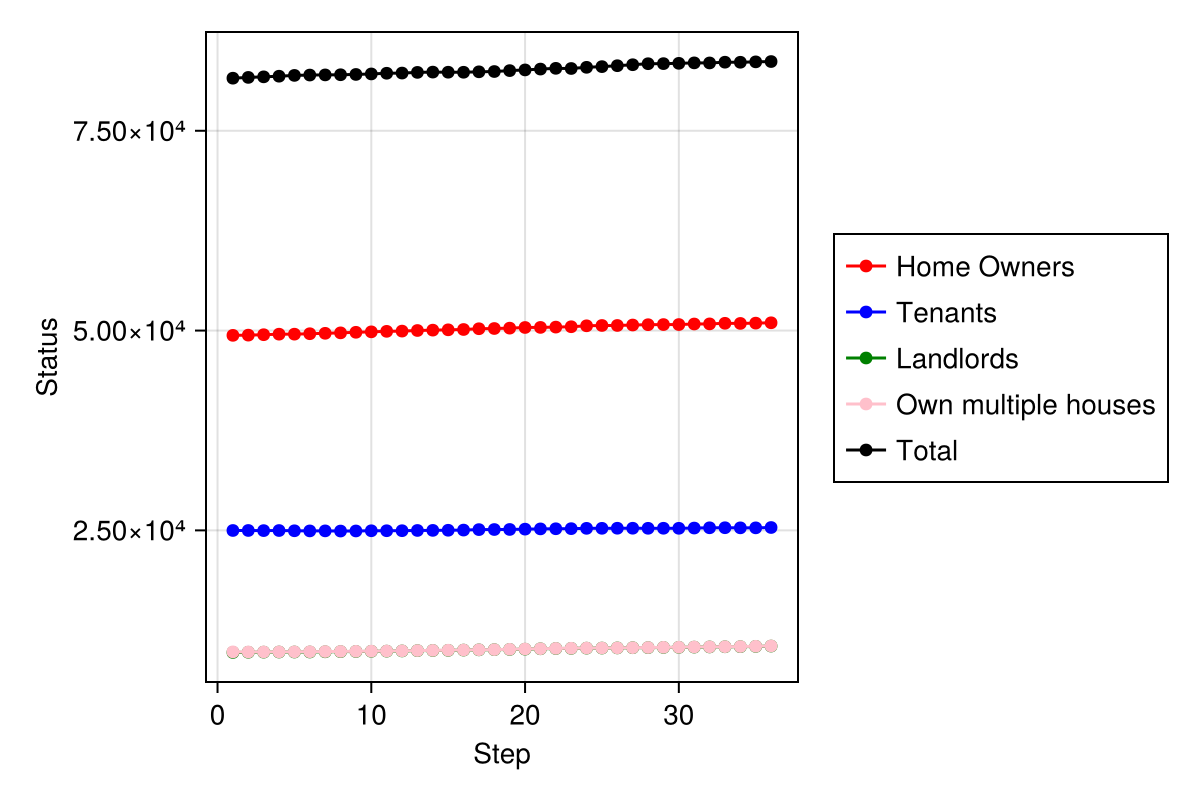 7.50×10⁴
5.00×10⁴
2.50×10⁴
Status
0 10 20 30
Step
Home Owners
Tenants
Landlords
Own multiple houses
Total